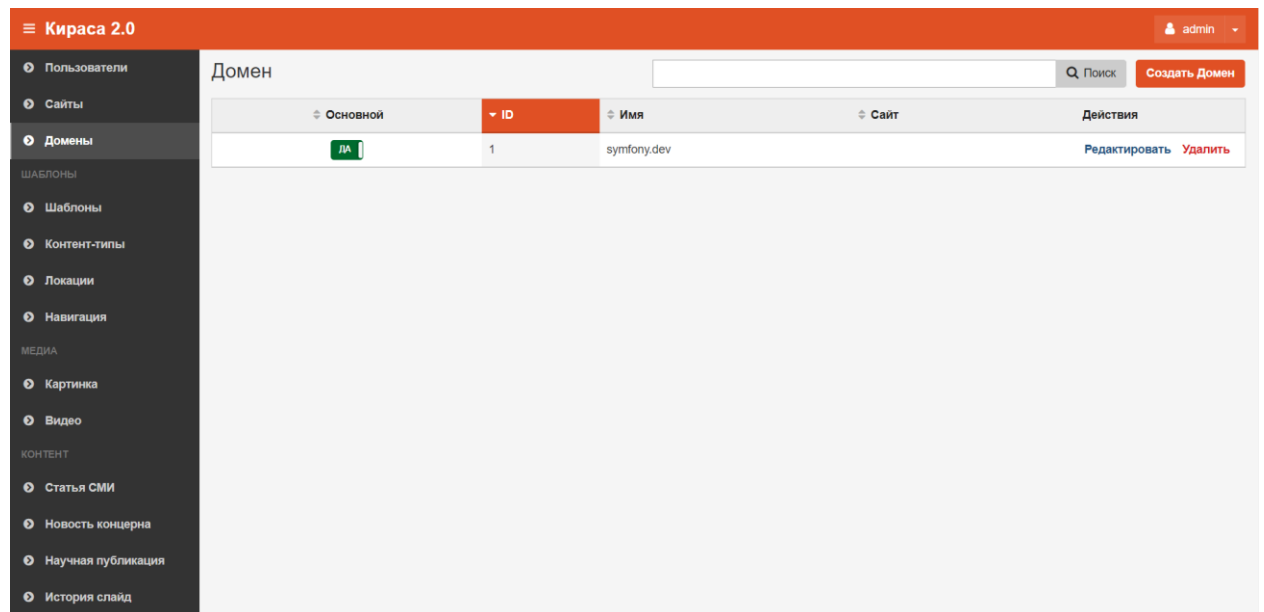 Кираса 2.0
admin
Пользователи
Сайты
Домены
ШАБЛОНЫ
Шаблоны
Контент-типы
Локации
Навигация
МЕДИА
Картинка
Видео
КОНТЕНТ
Статья СМИ
Новость концерна
Научная публикация
История слайд
Домен
Поиск
Создать Домен
Основной ID Имя Сайт Действия
ДА 1 symfony.dev Редактировать Удалить